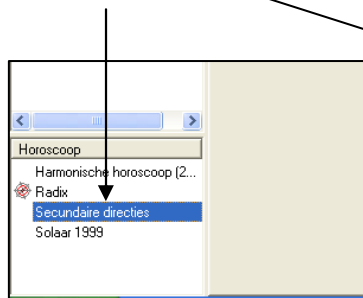 Horoscoop
Harmonische horoscoop (2...
Radix
Secundaire directies
Solaar 1999